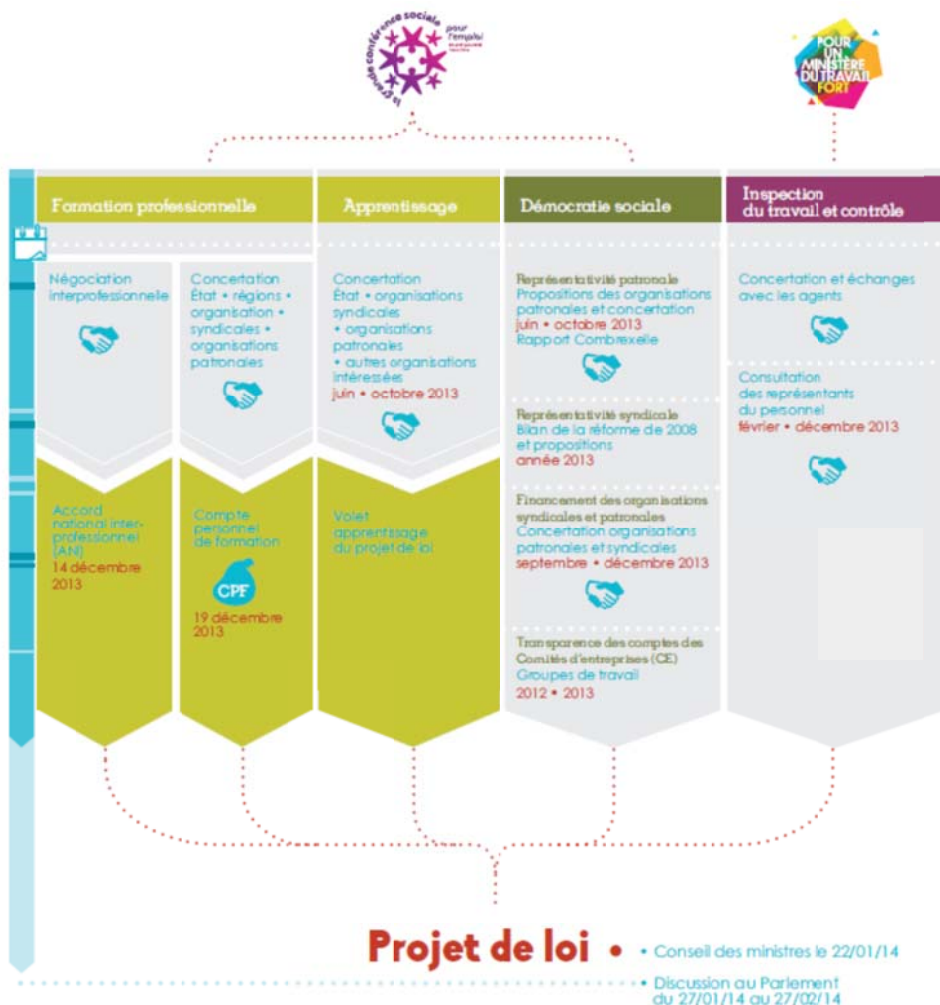 la grande conférence sociale
pour
l'emploi
POUR
UN
MINISTÈRE
DU TRAVAIL
FORT
Formation professionnelle
Négociation
interprofessionnelle
Concertation
État • régions •
organisation •
syndicales •
organisations
patronales
Accord
national inter-
professionnel
(ANI)
14 décembre
2013
Compte
personnel
de formation
CPF
19 décembre
2013
Apprentissage
Concertation
État • organisations
syndicales
• organisations
patronales
• autres organisations
intéressées
juin • octobre 2013
Volet
apprentissage
du projet de loi
Démocratie sociale
Représentativité patronale
Propositions des organisations
patronales et concertation
juin • octobre 2013
Rapport Combrexelle
Représentativité syndicale
Bilan de la réforme de 2008
et propositions
année 2013
Financement des organisations
syndicales et patronales
Concertation organisations
patronales et syndicales
septembre • décembre 2013
Transparence des comptes des
Comités d'entreprises (CE)
Groupes de travail
2012 • 2013
Inspection
du travail et contrôle
Concertation et échanges
avec les agents
Consultation
des représentants
du personnel
février • décembre 2013
Projet de loi •
• Conseil des ministres le 22/01/14
• Discussion au Parlement
du 27/01/14 au 27/02/14